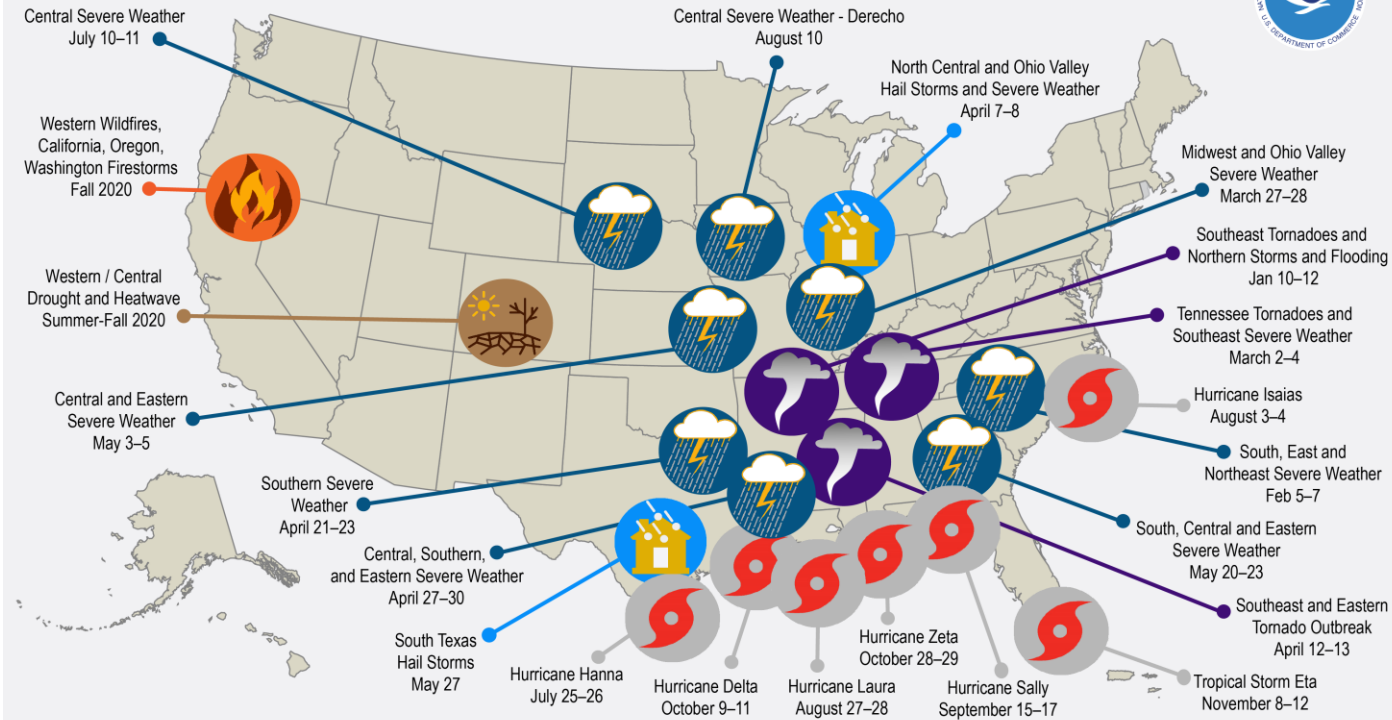 Central Severe Weather
July 10–11
Central Severe Weather - Derecho
August 10
U.S. DEPARTMENT OF COMMERCE
North Central and Ohio Valley
Hail Storms and Severe Weather
April 7–8
Western Wildfires,
California, Oregon,
Washington Firestorms
Fall 2020
Midwest and Ohio Valley
Severe Weather
March 27–28
Southeast Tornadoes and
Northern Storms and Flooding
Jan 10–12
Western / Central
Drought and Heatwave
Summer-Fall 2020
Tennessee Tornadoes and
Southeast Severe Weather
March 2–4
Central and Eastern
Severe Weather
May 3–5
Hurricane Isaias
August 3–4
South, East and
Northeast Severe Weather
Feb 5–7
Southern Severe
Weather
April 21–23
South, Central and Eastern
Severe Weather
May 20–23
Central, Southern,
and Eastern Severe Weather
April 27–30
Southeast and Eastern
Tornado Outbreak
April 12–13
South Texas
Hail Storms
May 27
Hurricane Hanna
July 25–26
Hurricane Delta
October 9–11
Hurricane Laura
August 27–28
Hurricane Zeta
October 28–29
Hurricane Sally
September 15–17
Tropical Storm Eta
November 8–12